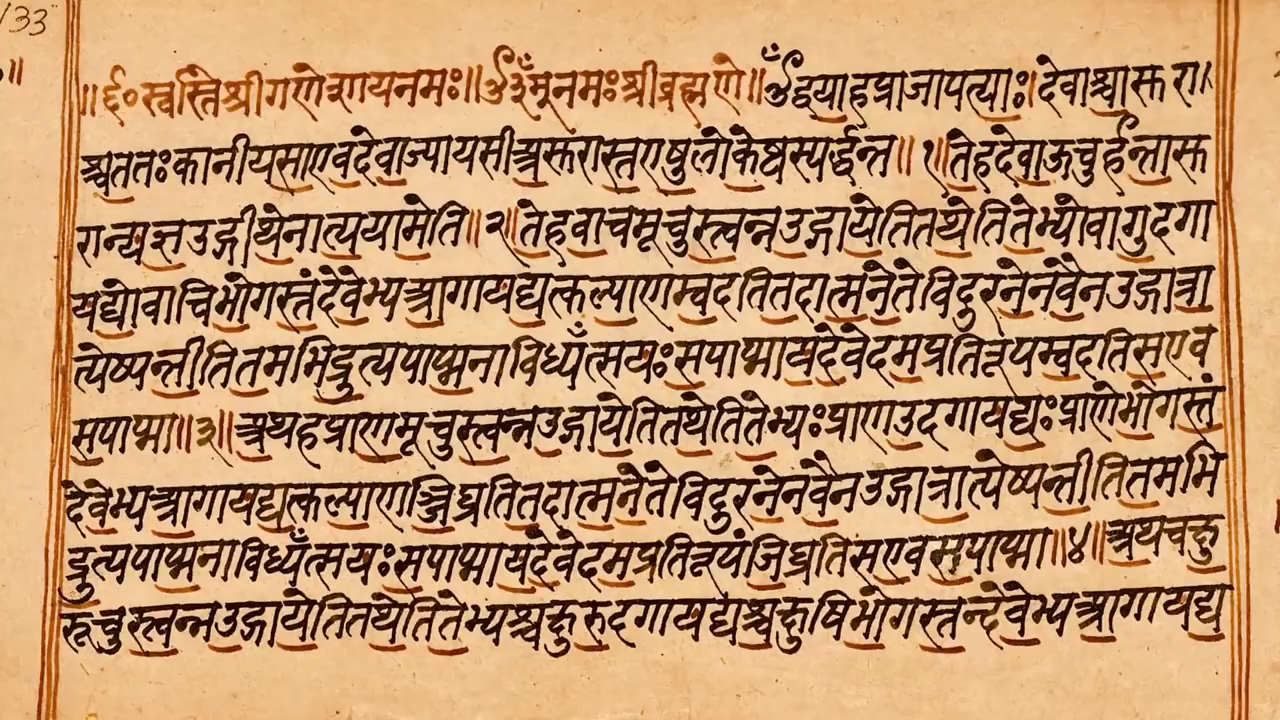 133
॥
॥६० स्वस्ति श्रीगणेशायनमः॥ ॐ नमः श्रीब्रह्मणे॥ ॐ द्वयाहप्राजापत्याः।देवाश्चास्तरा
श्चततःकानीयसाएवदेवाज्यायसीअस्तरास्तएषुलोकेष्वस्पर्द्धन्त॥१॥तेहदेवाऊचुर्हन्तास्त
रान्यज्ञउद्गीथेनात्ययामेति॥२॥तेहवाचमूचुस्त्वन्नउद्गायेतितथेतितेभ्योवागुदगा
यद्योवाचिभोगस्तंदेवेभ्यआगायद्यत्कल्याणम्वदतितदात्मनेतेविदुरनेनवैनउद्गात्रा
त्येष्यन्तीतितमभिद्रुत्यपाप्मनाविध्यँत्सयःसपाप्मायदेवेदमप्रतिरूपम्वदतिसएव
सपाप्मा॥३॥अथहप्राणमूचुस्त्वन्नउद्गायेतितथेतितेभ्यःप्राणउदगायद्यःप्राणेभोगस्तं
देवेभ्यआगायद्यत्कल्याणञ्जिघ्रतितदात्मनेतेविदुरनेनवैनउद्गात्रात्येष्यन्तीतितमभि
द्रुत्यपाप्मनाविध्यँत्सयःसपाप्मायदेवेदमप्रतिरूपंजिघ्रतिसएवसपाप्मा॥४॥अथचक्षु
रूचुस्त्वन्नउद्गायेतितथेतितेभ्यश्चक्षुरुदगायद्यश्चक्षुषिभोगस्तन्देवेभ्यआगायद्य